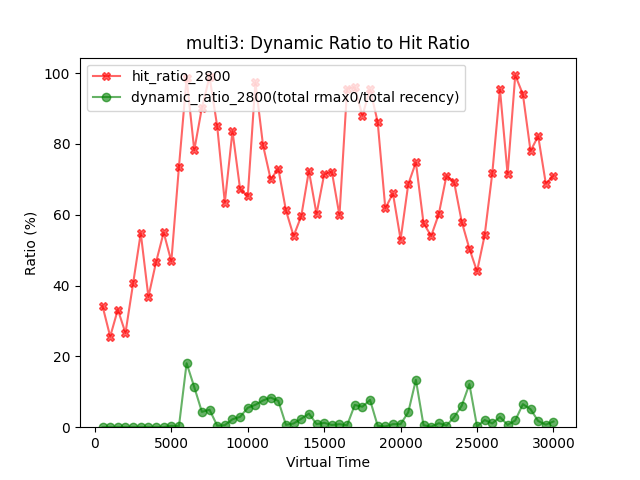 multi3: Dynamic Ratio to Hit Ratio
hit_ratio_2800
dynamic_ratio_2800(total rmax0/total recency)
Ratio (%)
100
80
60
40
20
0
0 5000 10000 15000 20000 25000 30000
Virtual Time